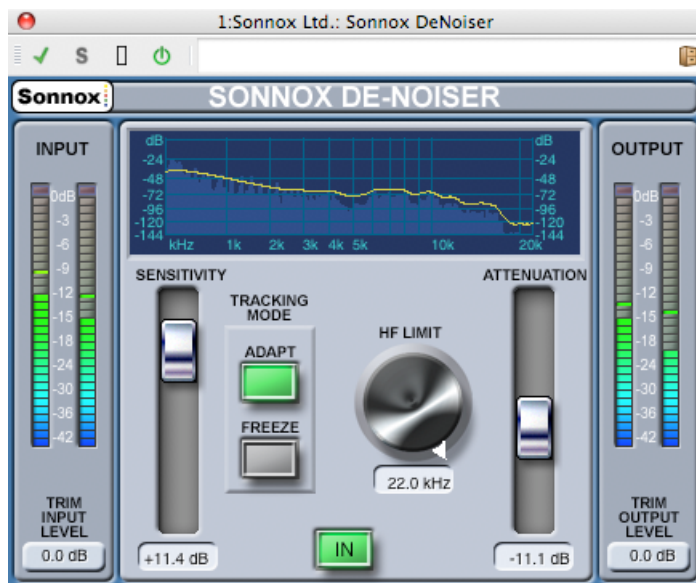 1:Sonnox Ltd.: Sonnox DeNoiser
S
Sonnox
SONNOX DE-NOISER
INPUT
0dB
-3
-6
-9
-12
-15
-18
-24
-30
-36
-42
TRIM
INPUT
LEVEL
0.0 dB
dB
-24
-48
-72
-96
-120
-144
kHz 1k 2k 3k 4k 5k 10k 20k
dB
-24
-48
-72
-96
-120
-144
SENSITIVITY
+11.4 dB
TRACKING
MODE
ADAPT
FREEZE
HF LIMIT
22.0 kHz
IN
ATTENUATION
-11.1 dB
OUTPUT
0dB
-3
-6
-9
-12
-15
-18
-24
-30
-36
-42
TRIM
OUTPUT
LEVEL
0.0 dB